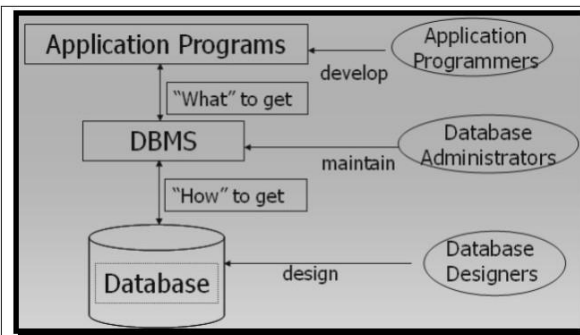 Application Programs
Application
Programmers
develop
“What” to get
DBMS
Database
Administrators
maintain
“How” to get
Database
design
Database
Designers